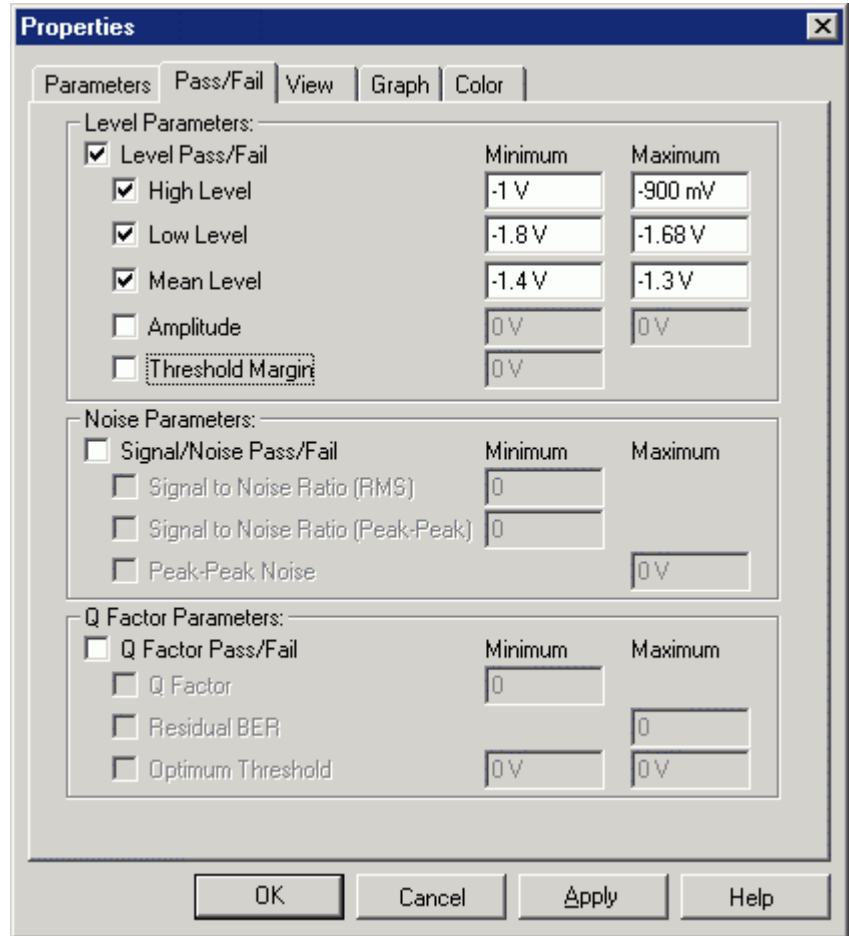 Properties
Parameters Pass/Fail View Graph Color
Level Parameters:
Level Pass/Fail Minimum Maximum
High Level -1 V -900 mV
Low Level -1.8 V -1.68 V
Mean Level -1.4 V -1.3 V
Amplitude 0 V 0 V
Threshold Margin 0 V
Noise Parameters:
Signal/Noise Pass/Fail Minimum Maximum
Signal to Noise Ratio (RMS) 0
Signal to Noise Ratio (Peak-Peak) 0
Peak-Peak Noise 0 V
Q Factor Parameters:
Q Factor Pass/Fail Minimum Maximum
Q Factor 0
Residual BER 0
Optimum Threshold 0 V 0 V
OK Cancel Apply Help